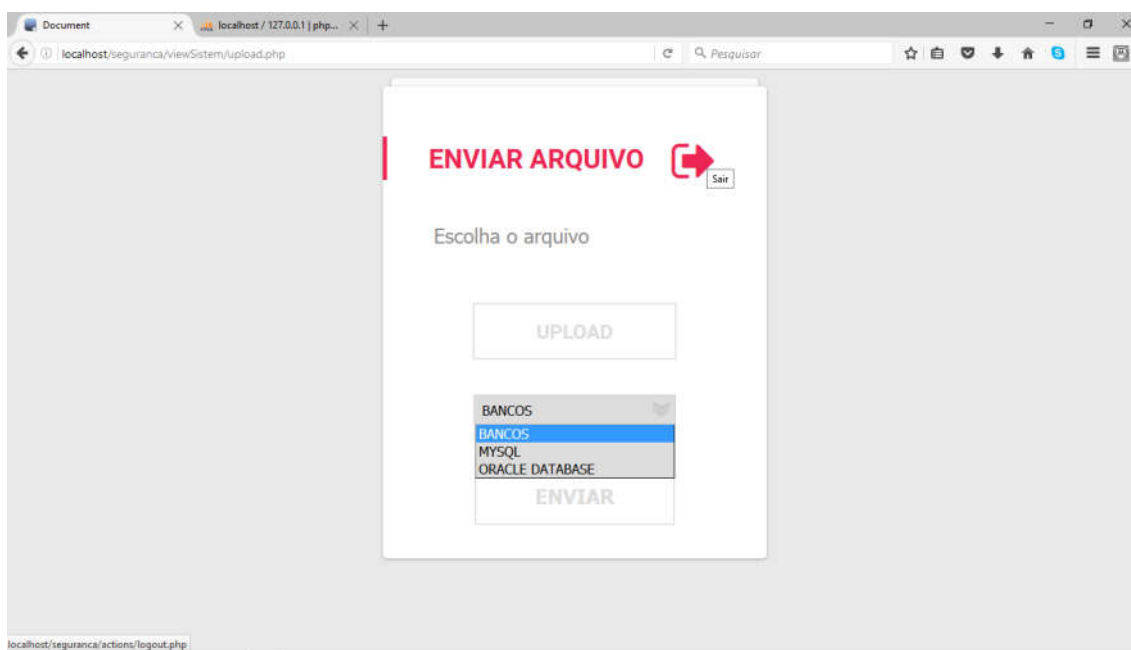 Document
localhost / 127.0.0.1 | php...
localhost/seguranca/viewSistem/upload.php
Pesquisar
ENVIAR ARQUIVO
Sair
Escolha o arquivo
UPLOAD
BANCOS
BANCOS
MYSQL
ORACLE DATABASE
ENVIAR
localhost/seguranca/actions/logout.php